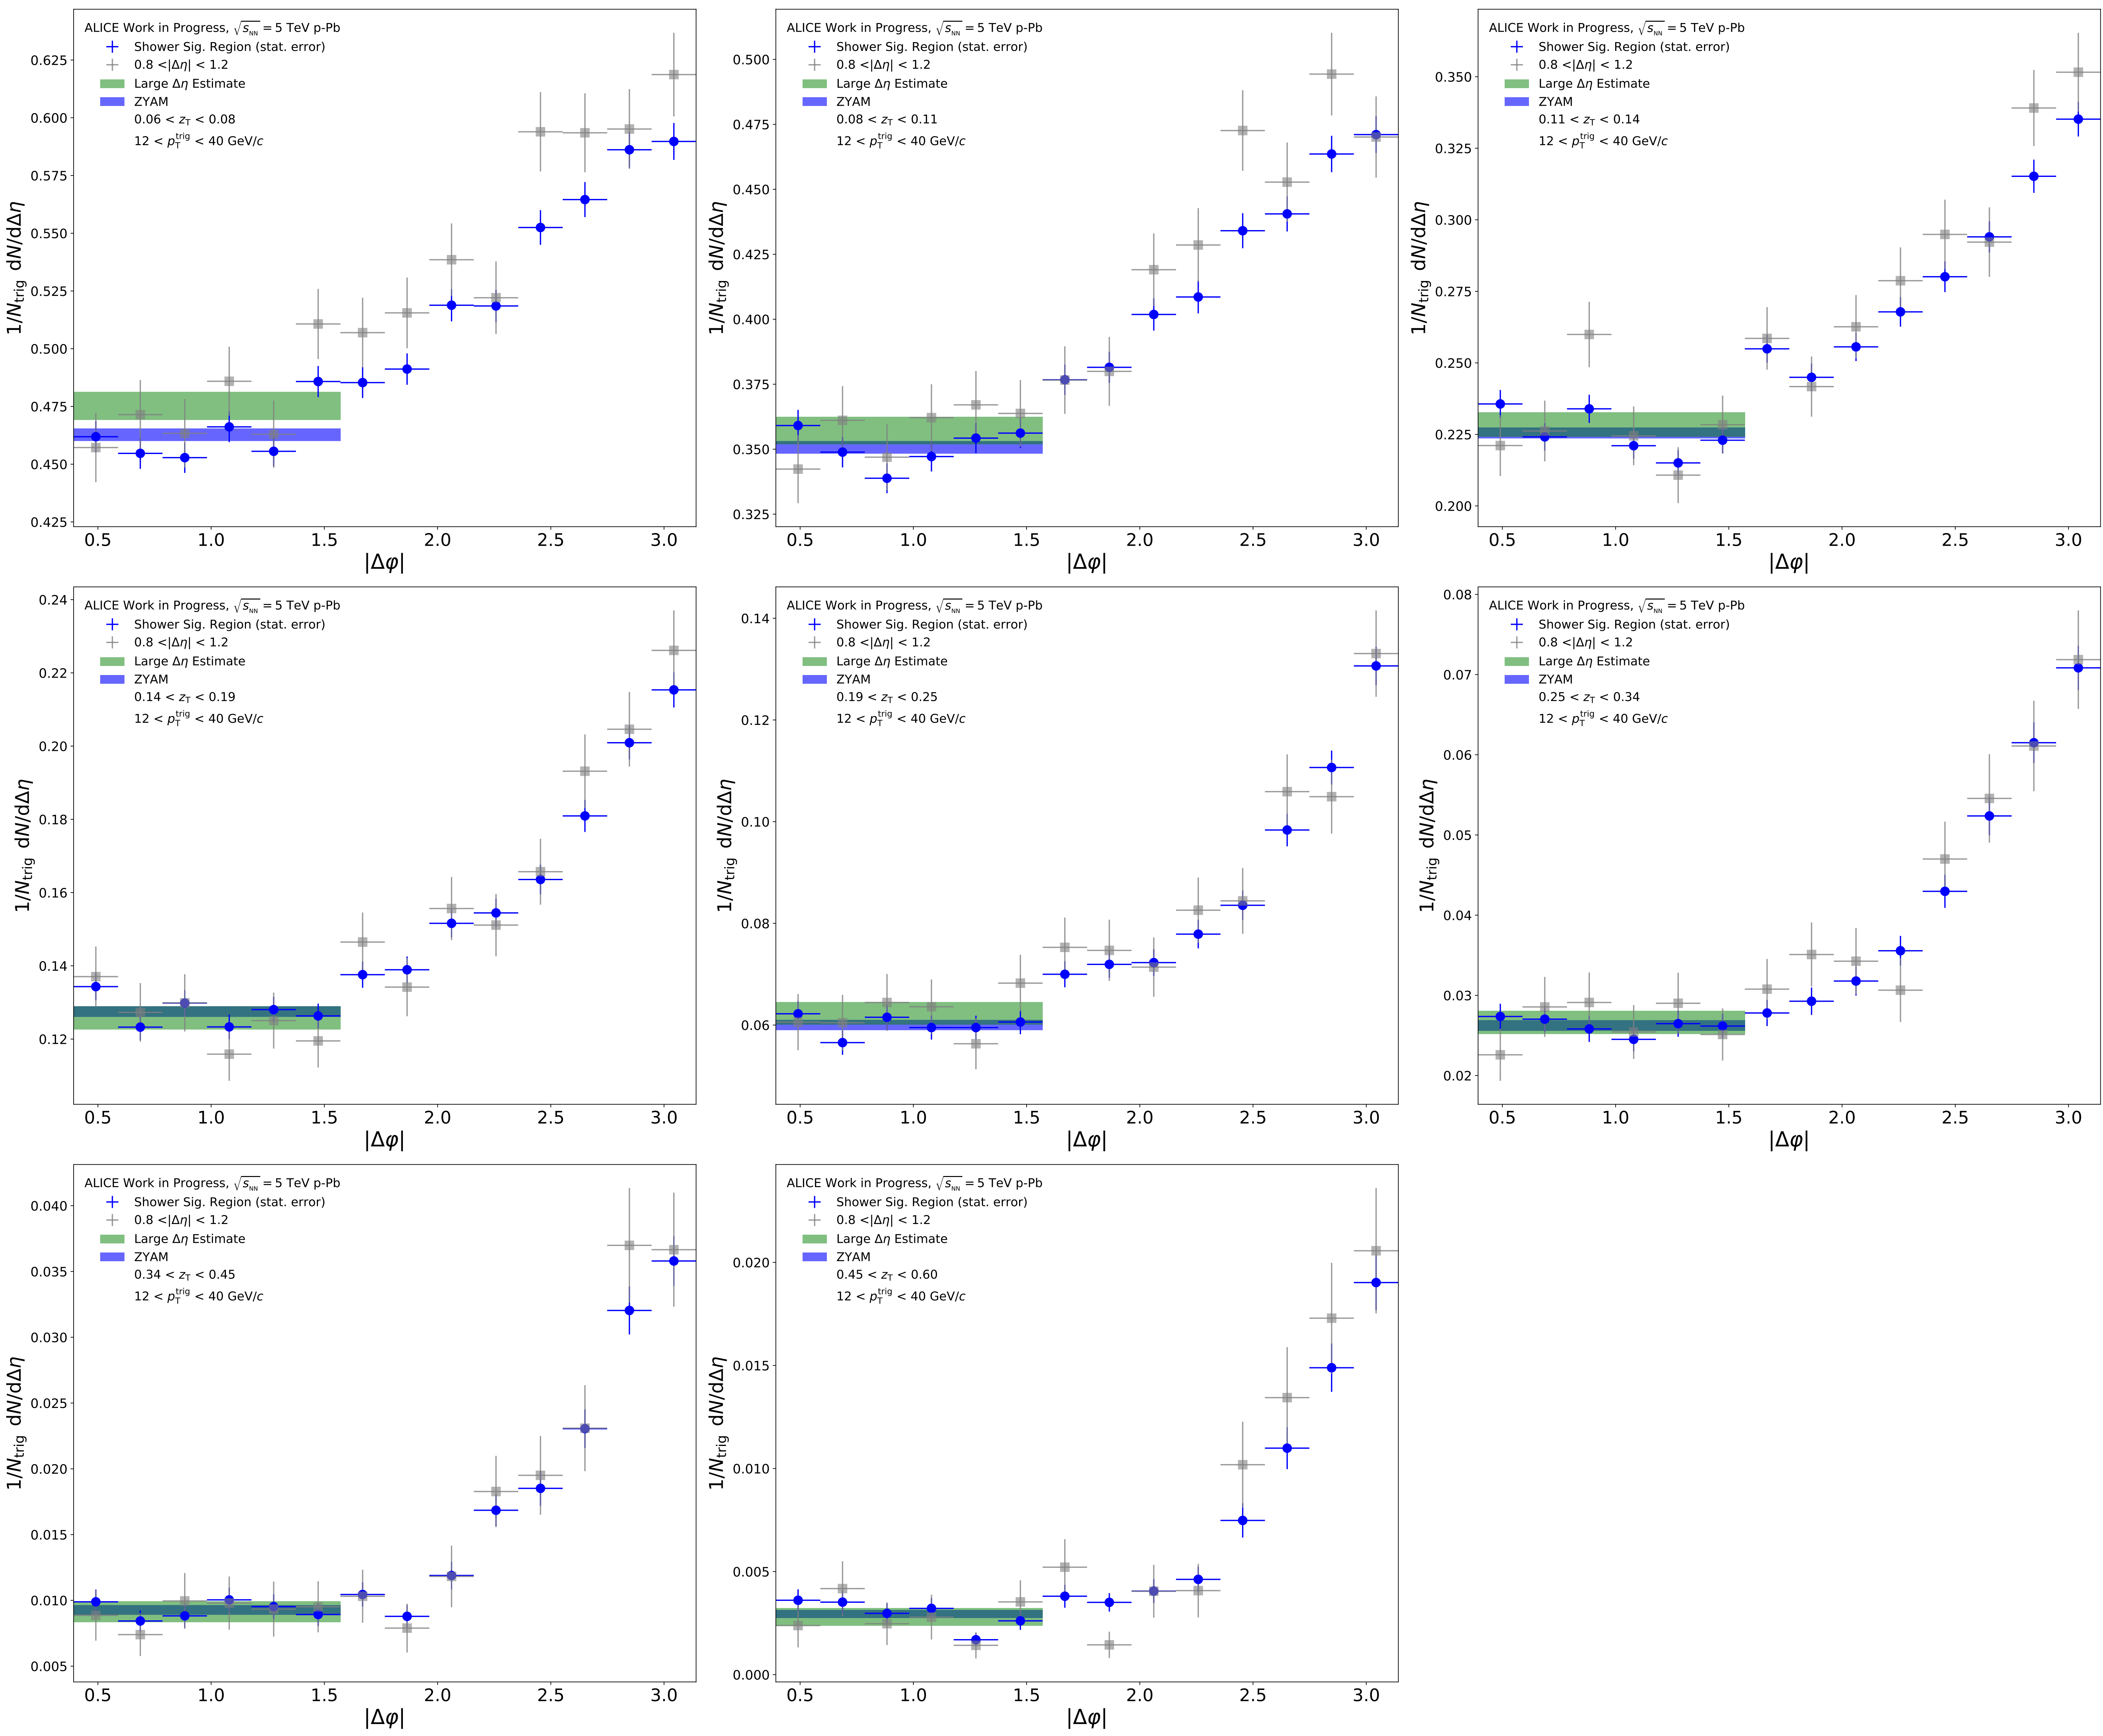 ALICE Work in Progress, √s_NN = 5 TeV p-Pb
Shower Sig. Region (stat. error)
0.8 <|Δη| < 1.2
Large Δη Estimate
ZYAM
0.06 < z_T < 0.08
12 < p_T^trig < 40 GeV/c
1/N_trig dN/dΔη
0.625
0.600
0.575
0.550
0.525
0.500
0.475
0.450
0.425
0.5 1.0 1.5 2.0 2.5 3.0
|Δφ|
ALICE Work in Progress, √s_NN = 5 TeV p-Pb
Shower Sig. Region (stat. error)
0.8 <|Δη| < 1.2
Large Δη Estimate
ZYAM
0.08 < z_T < 0.11
12 < p_T^trig < 40 GeV/c
1/N_trig dN/dΔη
0.500
0.475
0.450
0.425
0.400
0.375
0.350
0.325
0.5 1.0 1.5 2.0 2.5 3.0
|Δφ|
ALICE Work in Progress, √s_NN = 5 TeV p-Pb
Shower Sig. Region (stat. error)
0.8 <|Δη| < 1.2
Large Δη Estimate
ZYAM
0.11 < z_T < 0.14
12 < p_T^trig < 40 GeV/c
1/N_trig dN/dΔη
0.350
0.325
0.300
0.275
0.250
0.225
0.200
0.5 1.0 1.5 2.0 2.5 3.0
|Δφ|
ALICE Work in Progress, √s_NN = 5 TeV p-Pb
Shower Sig. Region (stat. error)
0.8 <|Δη| < 1.2
Large Δη Estimate
ZYAM
0.14 < z_T < 0.19
12 < p_T^trig < 40 GeV/c
1/N_trig dN/dΔη
0.24
0.22
0.20
0.18
0.16
0.14
0.12
0.5 1.0 1.5 2.0 2.5 3.0
|Δφ|
ALICE Work in Progress, √s_NN = 5 TeV p-Pb
Shower Sig. Region (stat. error)
0.8 <|Δη| < 1.2
Large Δη Estimate
ZYAM
0.19 < z_T < 0.25
12 < p_T^trig < 40 GeV/c
1/N_trig dN/dΔη
0.14
0.12
0.10
0.08
0.06
0.5 1.0 1.5 2.0 2.5 3.0
|Δφ|
ALICE Work in Progress, √s_NN = 5 TeV p-Pb
Shower Sig. Region (stat. error)
0.8 <|Δη| < 1.2
Large Δη Estimate
ZYAM
0.25 < z_T < 0.34
12 < p_T^trig < 40 GeV/c
1/N_trig dN/dΔη
0.08
0.07
0.06
0.05
0.04
0.03
0.02
0.5 1.0 1.5 2.0 2.5 3.0
|Δφ|
ALICE Work in Progress, √s_NN = 5 TeV p-Pb
Shower Sig. Region (stat. error)
0.8 <|Δη| < 1.2
Large Δη Estimate
ZYAM
0.34 < z_T < 0.45
12 < p_T^trig < 40 GeV/c
1/N_trig dN/dΔη
0.040
0.035
0.030
0.025
0.020
0.015
0.010
0.005
0.5 1.0 1.5 2.0 2.5 3.0
|Δφ|
ALICE Work in Progress, √s_NN = 5 TeV p-Pb
Shower Sig. Region (stat. error)
0.8 <|Δη| < 1.2
Large Δη Estimate
ZYAM
0.45 < z_T < 0.60
12 < p_T^trig < 40 GeV/c
1/N_trig dN/dΔη
0.020
0.015
0.010
0.005
0.000
0.5 1.0 1.5 2.0 2.5 3.0
|Δφ|